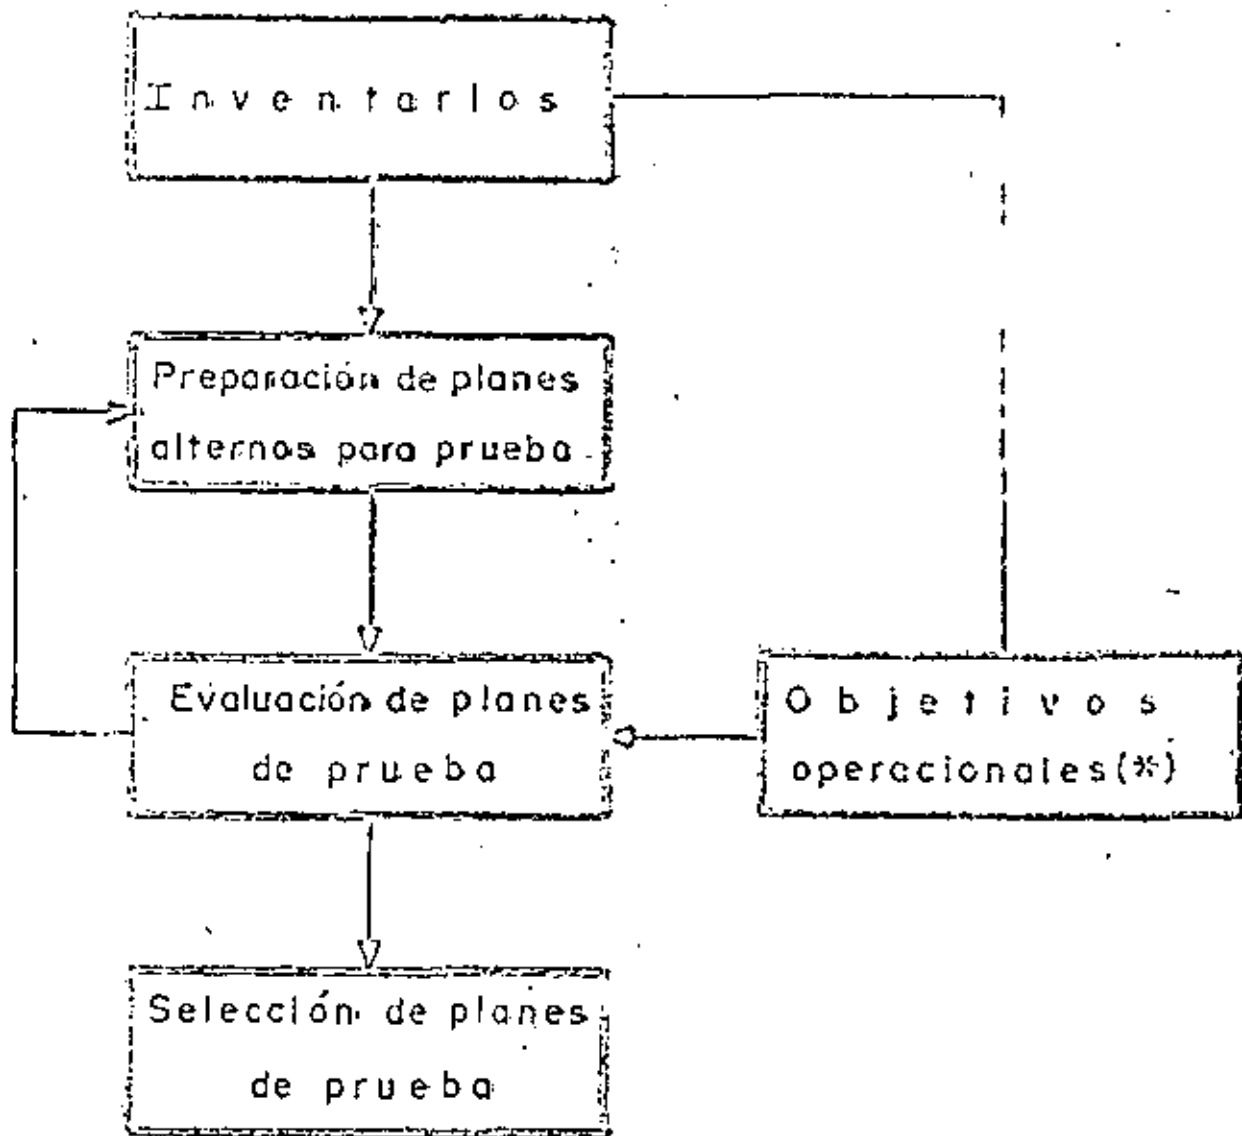 Inventarios
Preparación de planes
alternos para prueba
Evaluación de planes
de prueba
Objetivos
operacionales(*)
Selección de planes
de prueba